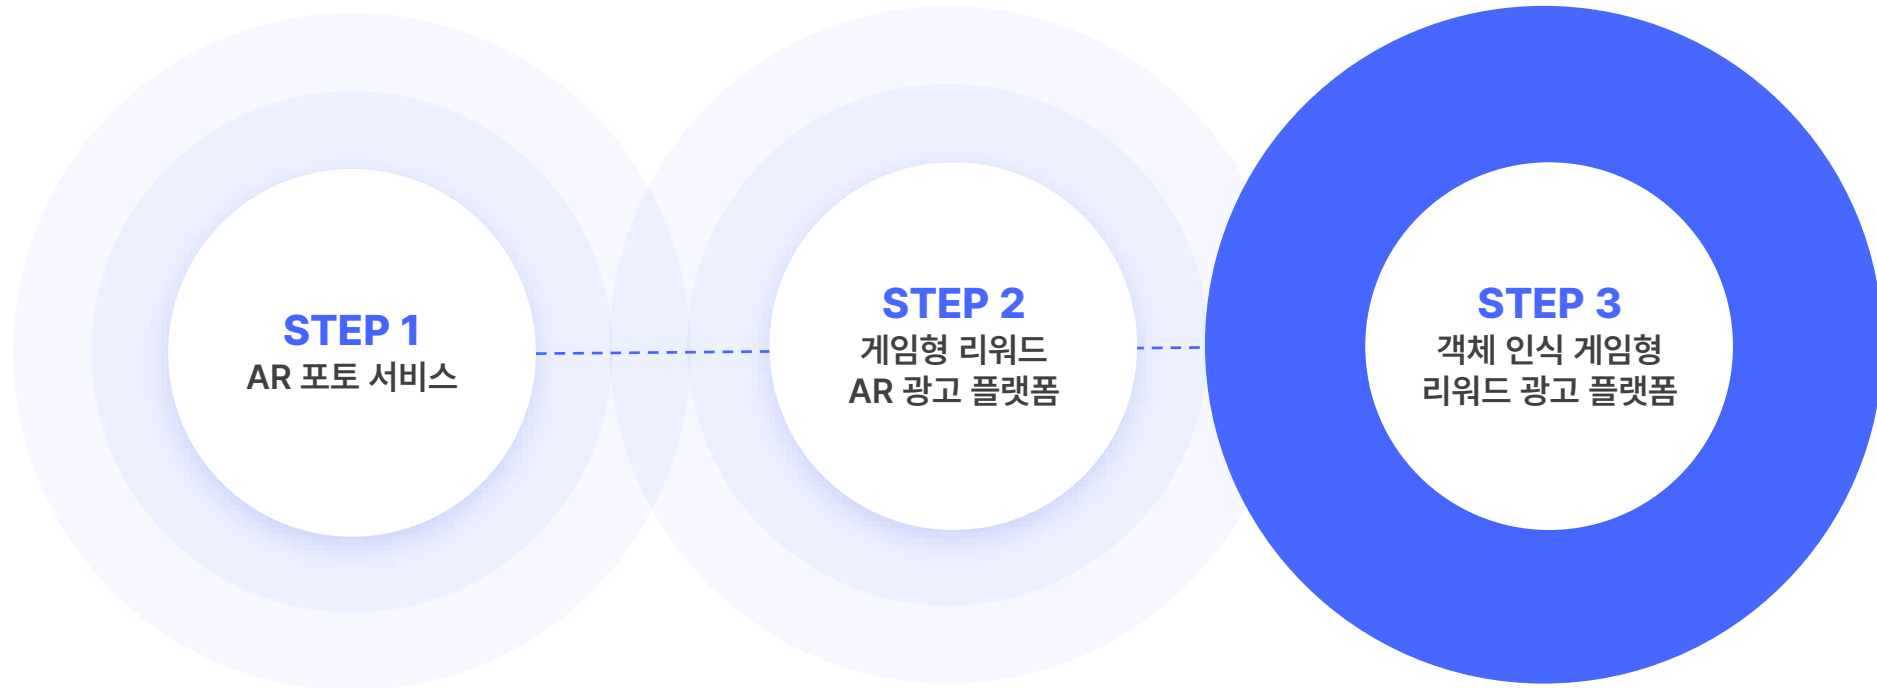 STEP 1
AR 포토 서비스
STEP 2
게임형 리워드
AR 광고 플랫폼
STEP 3
객체 인식 게임형
리워드 광고 플랫폼